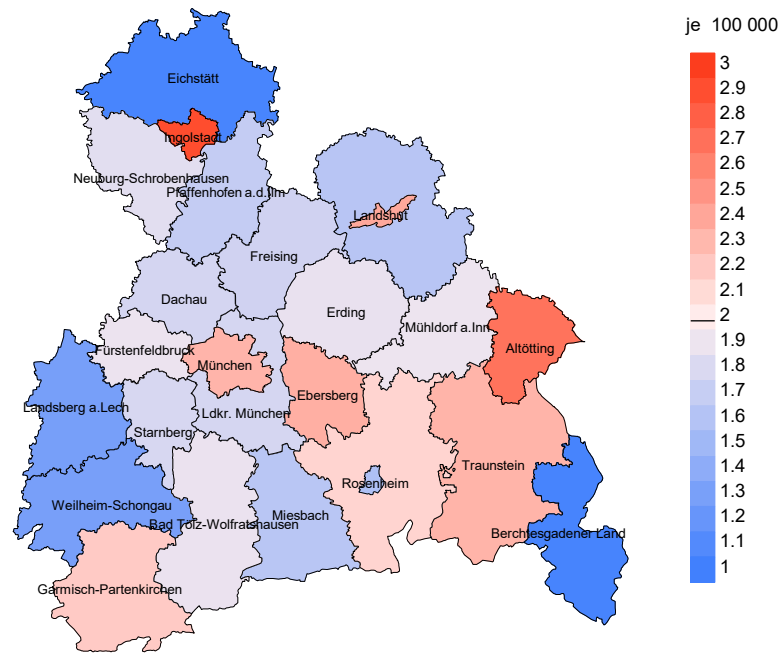 je 100 000
3
2.9
2.8
2.7
2.6
2.5
2.4
2.3
2.2
2.1
2
1.9
1.8
1.7
1.6
1.5
1.4
1.3
1.2
1.1
1
Eichstätt
Ingolstadt
Neuburg-Schrobenhausen
Pfaffenhofen a.d.Ilm
Landshut
Freising
Dachau
Erding
Mühldorf a.Inn
Fürstenfeldbruck
München
Altötting
Ebersberg
Landsberg a.Lech
Ldkr. München
Starnberg
Traunstein
Rosenheim
Weilheim-Schongau
Miesbach
Bad Tölz-Wolfratshausen
Berchtesgadener Land
Garmisch-Partenkirchen